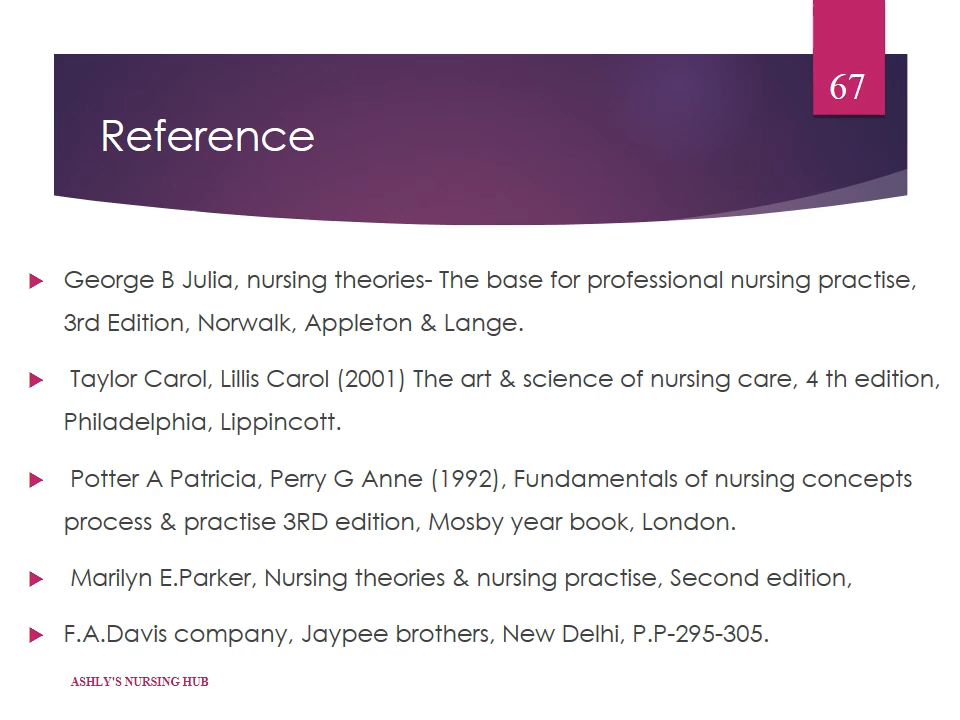 67
Reference
George B Julia, nursing theories- The base for professional nursing practise,
3rd Edition, Norwalk, Appleton & Lange.
Taylor Carol, Lillis Carol (2001) The art & science of nursing care, 4 th edition,
Philadelphia, Lippincott.
Potter A Patricia, Perry G Anne (1992), Fundamentals of nursing concepts
process & practise 3RD edition, Mosby year book, London.
Marilyn E.Parker, Nursing theories & nursing practise, Second edition,
F.A.Davis company, Jaypee brothers, New Delhi, P.P-295-305.
ASHLY'S NURSING HUB